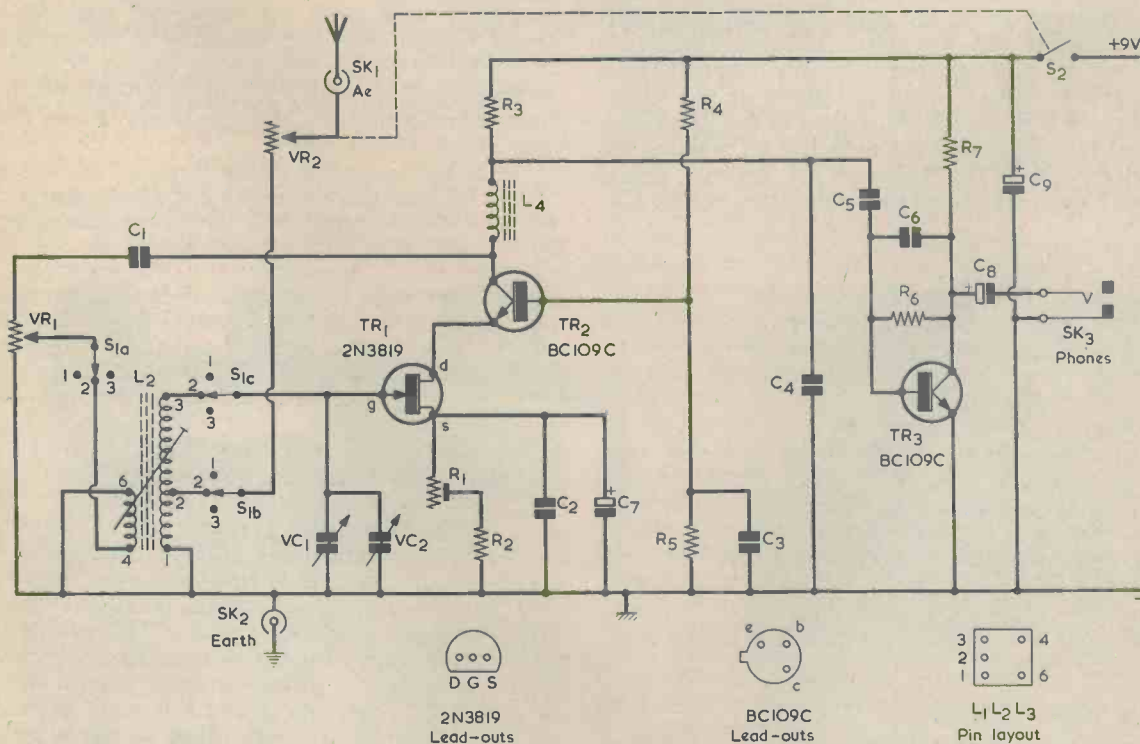 SK1
Ae
VR2
S2
+9V
R3
R4
R7
C9
L4
C5
C6
C1
R6
C8
TR1
2N3819
TR2
BC109C
SK3
Phones
VR1
S1a
1 2 3
L2
1
2
3
S1c
3
d
g
s
C4
TR3
BC109C
R1
6
1
2
3
S1b
2
4
1
VC1
VC2
R2
C2
+
C7
R5
C3
+
+
–
SK2
Earth
D G S
2N3819
Lead-outs
e
b
c
BC109C
Lead-outs
3
2
1
4
6
L1 L2 L3
Pin layout